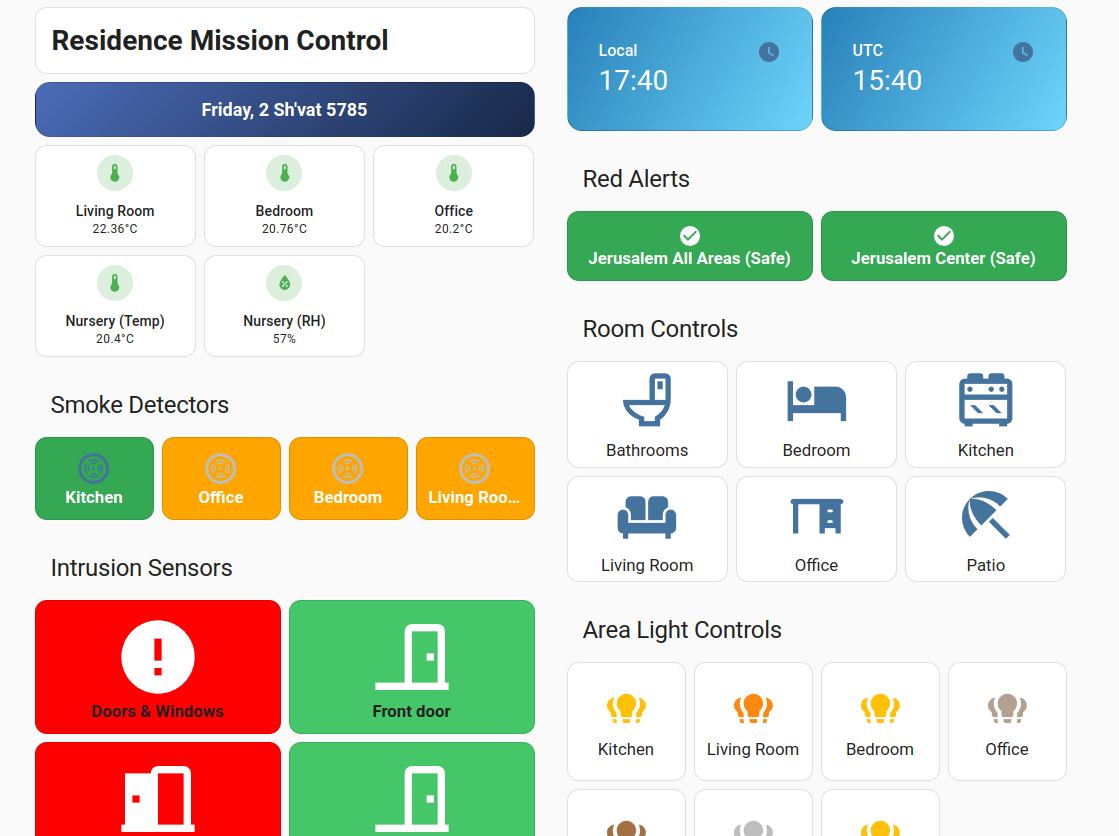 Residence Mission Control
Friday, 2 Sh'vat 5785
Living Room
22.36°C
Bedroom
20.76°C
Office
20.2°C
Nursery (Temp)
20.4°C
Nursery (RH)
57%
Smoke Detectors
Kitchen
Office
Bedroom
Living Roo...
Intrusion Sensors
Doors & Windows
Front door
Local
17:40
UTC
15:40
Red Alerts
Jerusalem All Areas (Safe)
Jerusalem Center (Safe)
Room Controls
Bathrooms
Bedroom
Kitchen
Living Room
Office
Patio
Area Light Controls
Kitchen
Living Room
Bedroom
Office